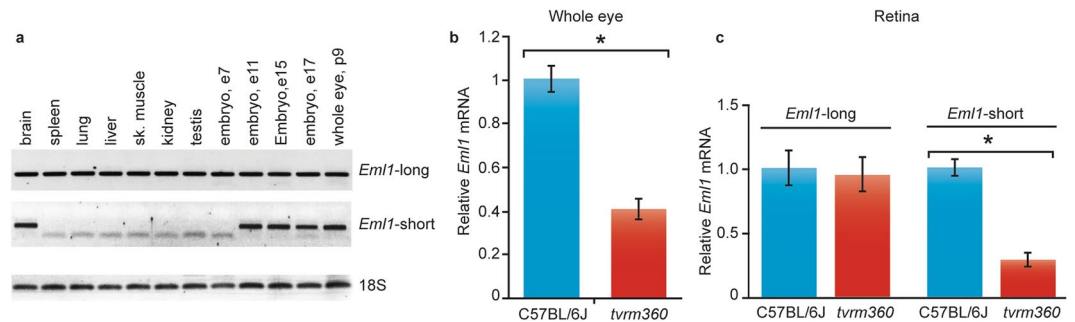 Whole eye
Retina
a
b
c
brain
spleen
lung
liver
sk. muscle
kidney
testis
embryo, e7
embryo, e11
Embryo,e15
embryo, e17
whole eye, p9
Eml1-long
Eml1-short
18S
Relative Eml1 mRNA
1.2
1
0.8
0.6
0.4
0.2
0
*
C57BL/6J
tvrm360
Relative Eml1 mRNA
1.5
1.0
0.5
0
Eml1-long
Eml1-short
*
C57BL/6J
tvrm360
C57BL/6J
tvrm360